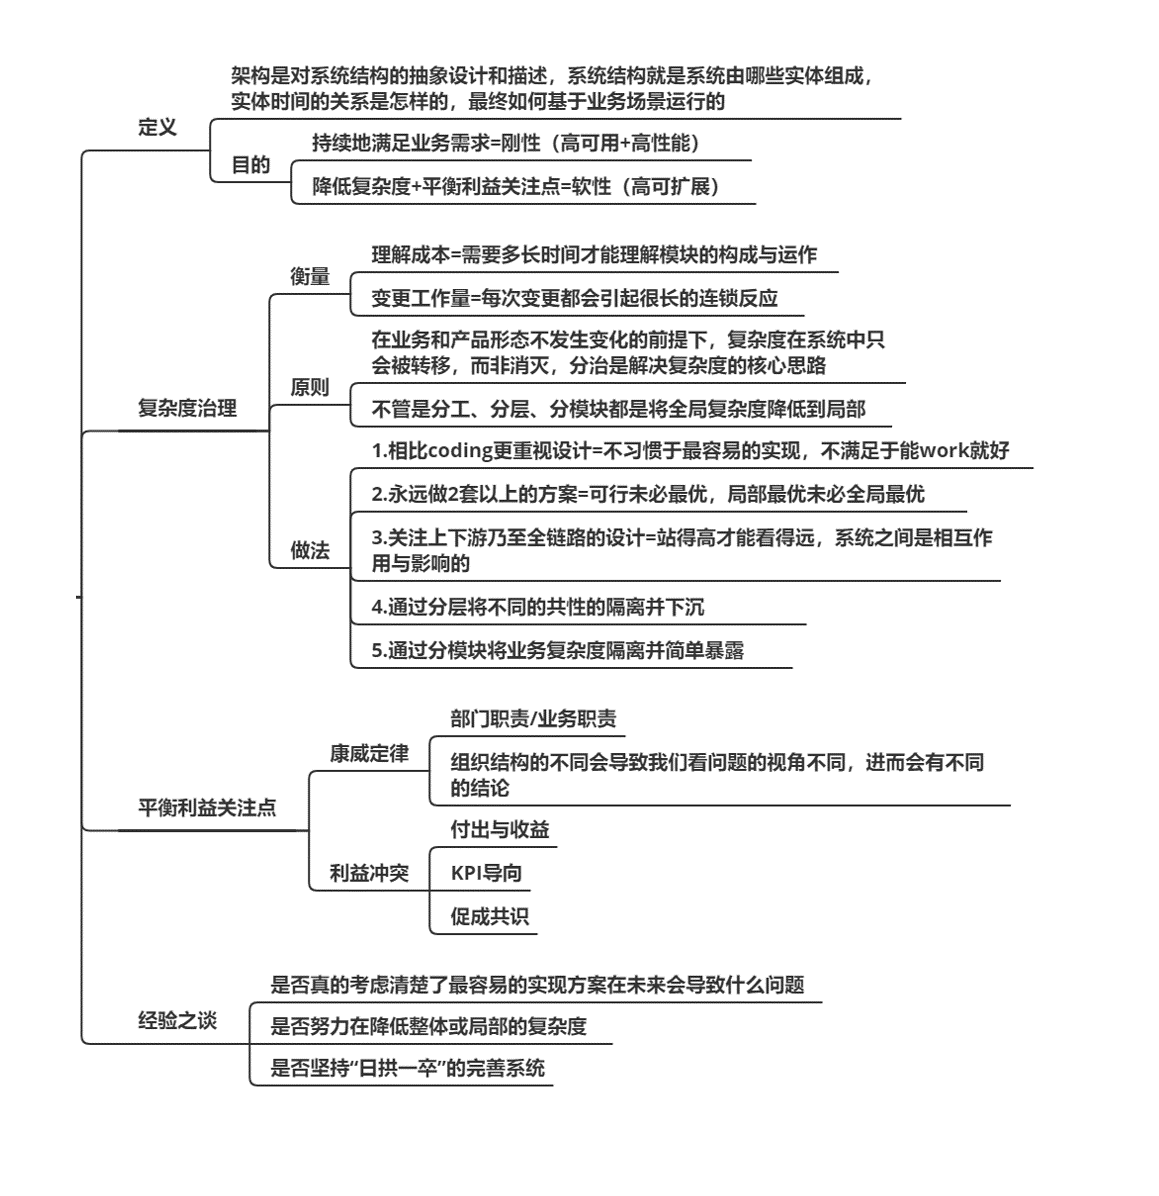 架构是对系统结构的抽象设计和描述，系统结构就是系统由哪些实体组成，
实体时间的关系是怎样的，最终如何基于业务场景运行的
定义
目的
持续地满足业务需求=刚性（高可用+高性能）
降低复杂度+平衡利益关注点=软性（高可扩展）
复杂度治理
衡量
理解成本=需要多长时间才能理解模块的构成与运作
变更工作量=每次变更都会引起很长的连锁反应
原则
在业务和产品形态不发生变化的前提下，复杂度在系统中只
会被转移，而非消灭，分治是解决复杂度的核心思路
不管是分工、分层、分模块都是将全局复杂度降低到局部
做法
1.相比coding更重视设计=不习惯于最容易的实现，不满足于能work就好
2.永远做2套以上的方案=可行未必最优，局部最优未必全局最优
3.关注上下游乃至全链路的设计=站得高才能看得远，系统之间是相互作
用与影响的
4.通过分层将不同的共性的隔离并下沉
5.通过分模块将业务复杂度隔离并简单暴露
平衡利益关注点
康威定律
部门职责/业务职责
组织结构的不同会导致我们看问题的视角不同，进而会有不同
的结论
利益冲突
付出与收益
KPI导向
促成共识
经验之谈
是否真的考虑清楚了最容易的实现方案在未来会导致什么问题
是否努力在降低整体或局部的复杂度
是否坚持“日拱一卒”的完善系统